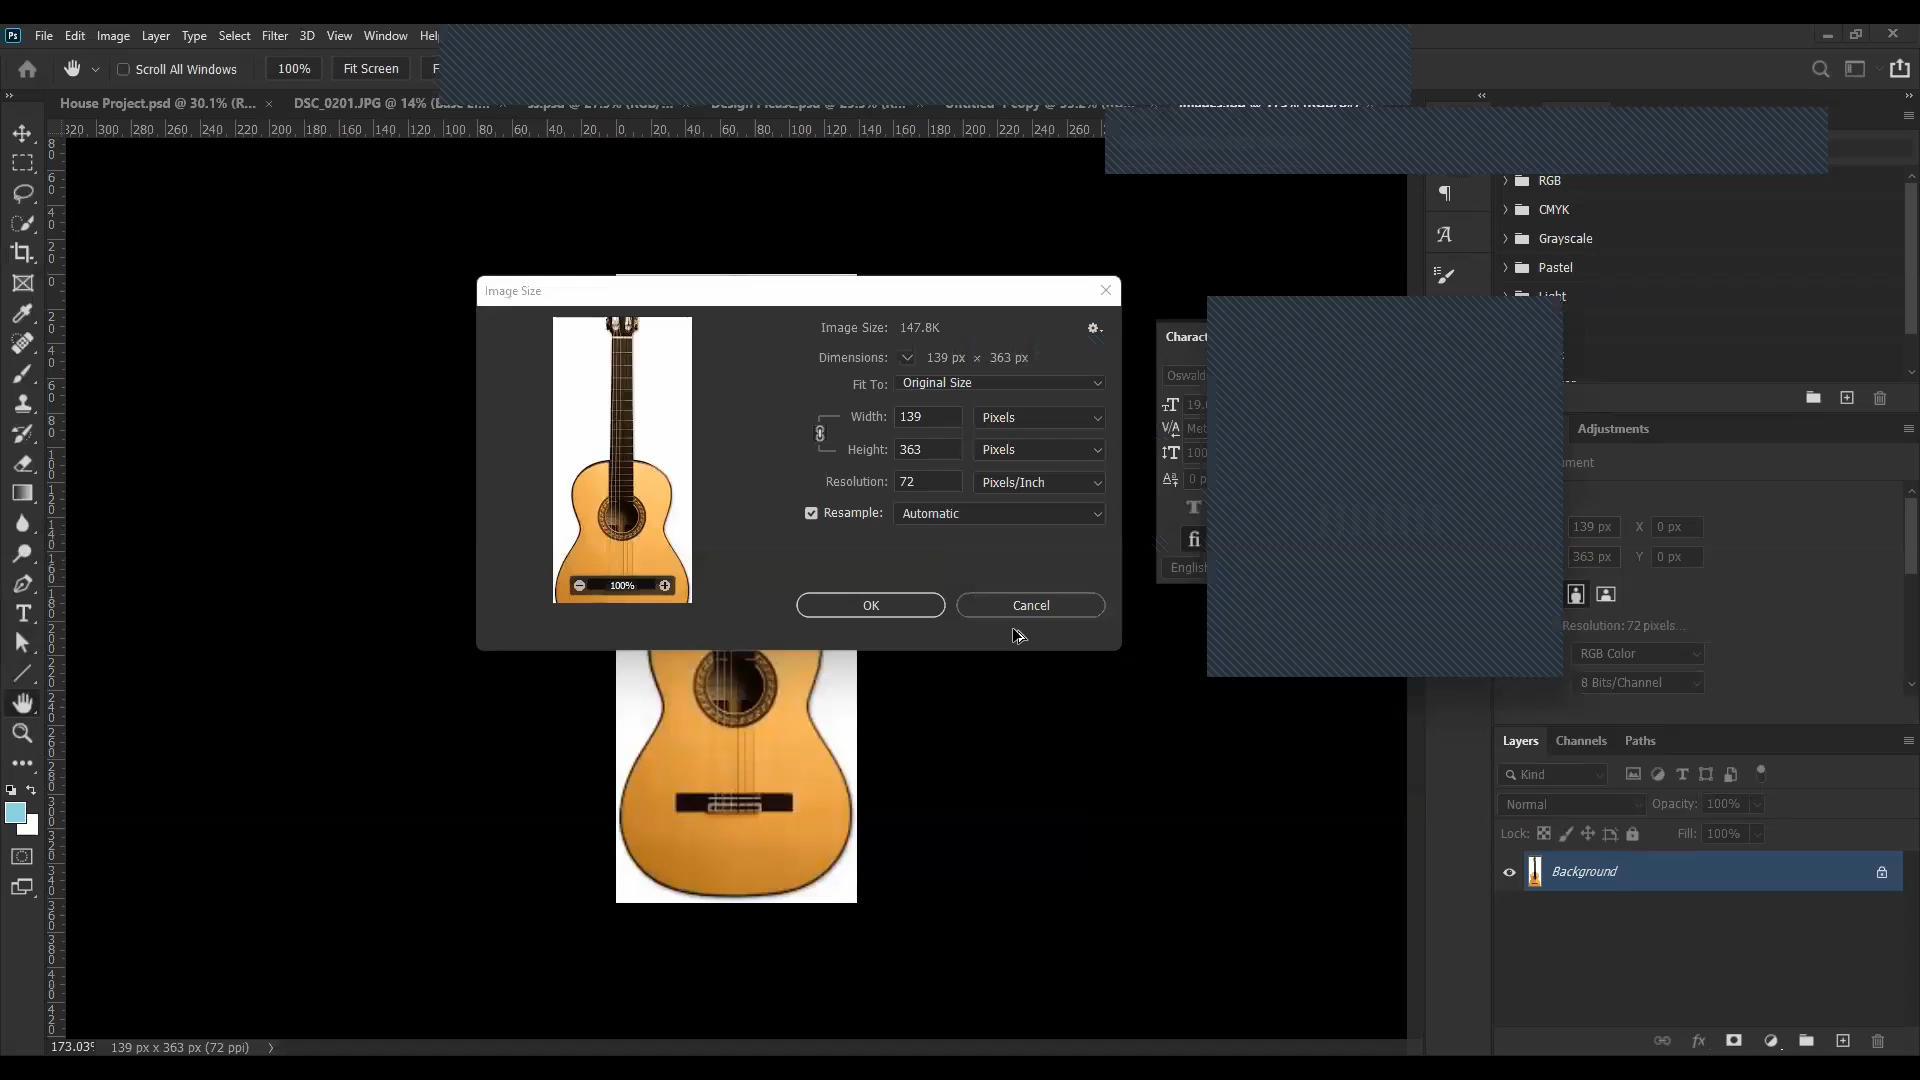 Ps File Edit Image Layer Type Select Filter 3D View Window
Scroll All Windows 100% Fit Screen
House Project.psd @ 30.1% (R... × DSC_0201.JPG @ 14%
320 300 280 260 240 220 200 180 160 140 120 100 80 60 40 20 0 20 40 60 80 100 120 140 160 180 200 220 240 260
RGB
CMYK
Grayscale
Pastel
Light
Image Size
Image Size: 147.8K
Dimensions: 139 px × 363 px
Fit To: Original Size
Width: 139 Pixels
Height: 363 Pixels
Resolution: 72 Pixels/Inch
Resample: Automatic
100%
OK Cancel
Oswald
English
Adjustments
139 px X 0 px
363 px Y 0 px
Resolution: 72 pixels...
RGB Color
8 Bits/Channel
Layers Channels Paths
Kind
Normal Opacity: 100%
Lock: Fill: 100%
Background
139 px x 363 px (72 ppi)